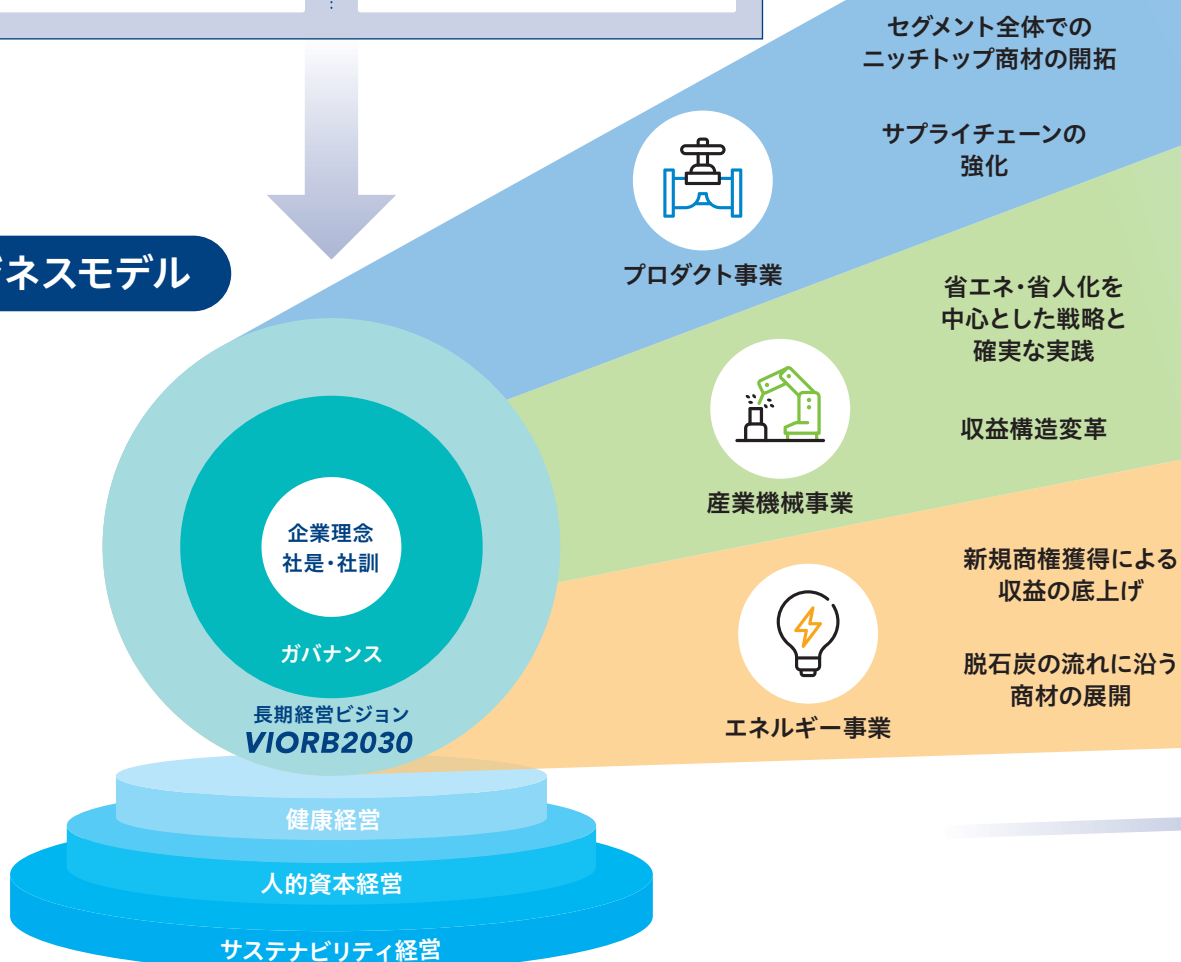 セグメント全体での
ニッチトップ商材の開拓
サプライチェーンの
強化
プロダクト事業
ネスモデル
省エネ・省人化を
中心とした戦略と
確実な実践
収益構造変革
産業機械事業
企業理念
社是・社訓
ガバナンス
長期経営ビジョン
VIORB2030
新規商権獲得による
収益の底上げ
脱石炭の流れに沿う
商材の展開
エネルギー事業
健康経営
人的資本経営
サステナビリティ経営